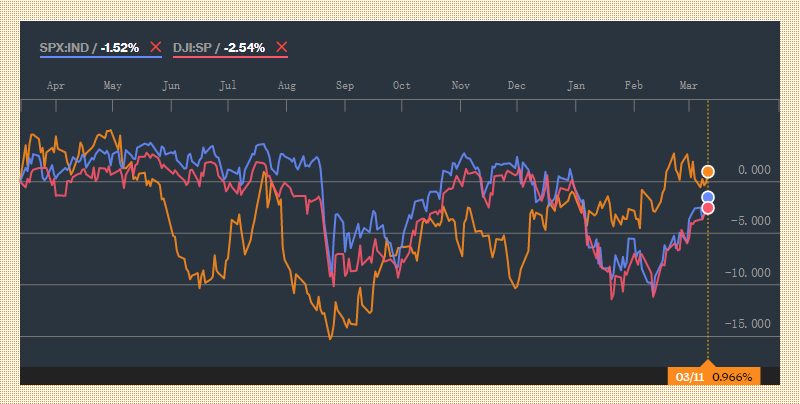 SPX:IND / -1.52% × DJI:SP / -2.54% ×
Apr May Jun Jul Aug Sep Oct Nov Dec Jan Feb Mar
0.000
-5.000
-10.000
-15.000
03/11 0.966%